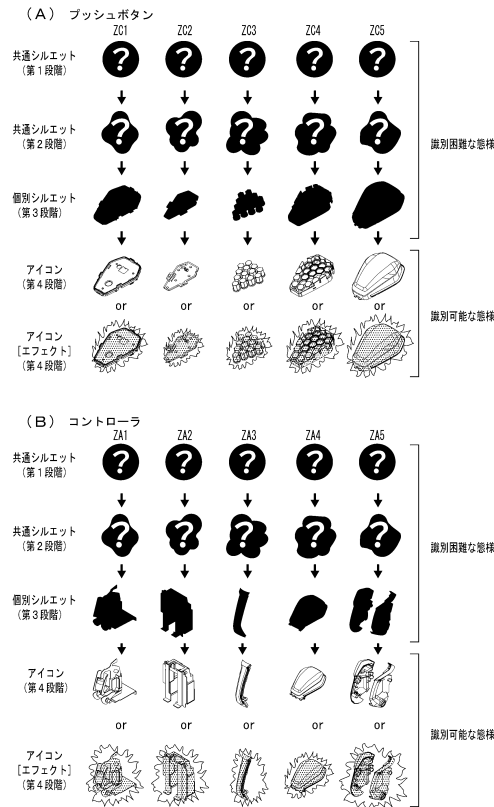 (A) プッシュボタン
ZC1 ZC2 ZC3 ZC4 ZC5
共通シルエット
(第1段階)
? ? ? ? ?
共通シルエット
(第2段階)
? ? ? ? ?
識別困難な態様
個別シルエット
(第3段階)
アイコン
(第4段階)
or or or or or
識別可能な態様
アイコン
[エフェクト]
(第4段階)
(B) コントローラ
ZA1 ZA2 ZA3 ZA4 ZA5
共通シルエット
(第1段階)
? ? ? ? ?
共通シルエット
(第2段階)
? ? ? ? ?
識別困難な態様
個別シルエット
(第3段階)
アイコン
(第4段階)
or or or or or
識別可能な態様
アイコン
[エフェクト]
(第4段階)